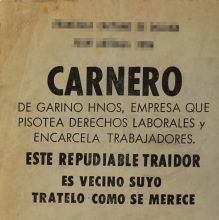 CARNERO
DE GARINO HNOS, EMPRESA QUE
PISOTEA DERECHOS LABORALES y
ENCARCELA TRABAJADORES.
ESTE REPUDIABLE TRAIDOR
ES VECINO SUYO
TRATELO COMO SE MERECE